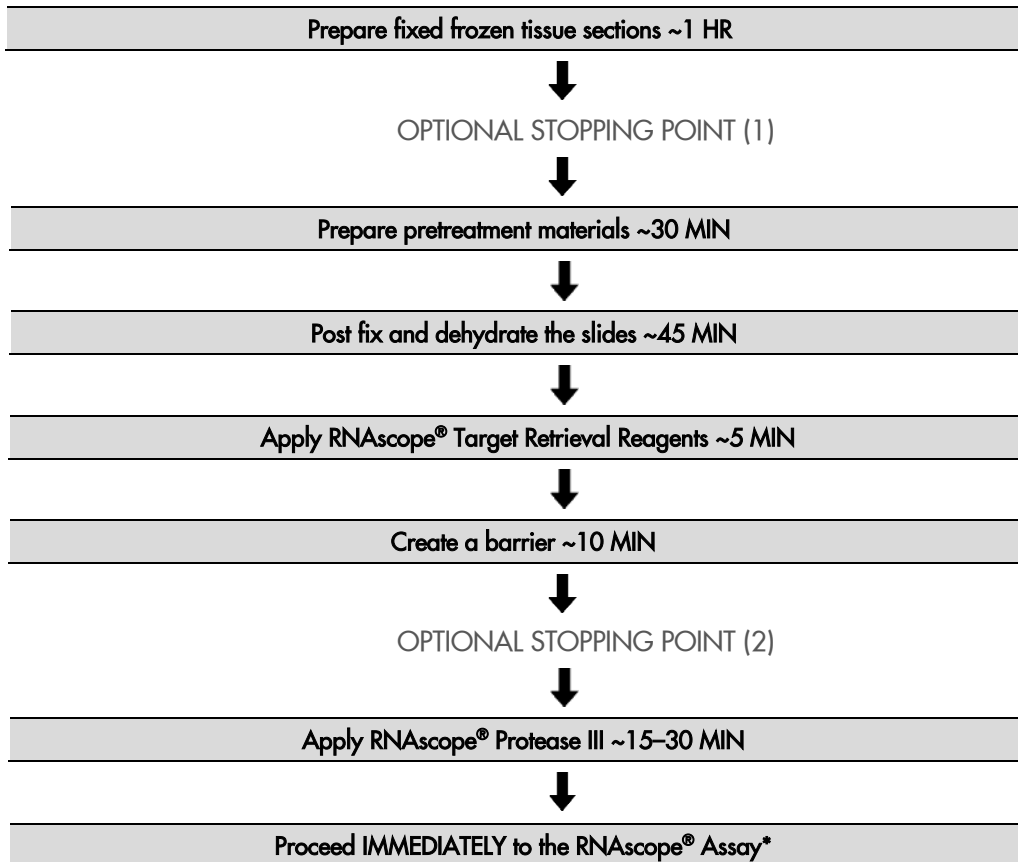 Prepare fixed frozen tissue sections ~1 HR
OPTIONAL STOPPING POINT (1)
Prepare pretreatment materials ~30 MIN
Post fix and dehydrate the slides ~45 MIN
Apply RNAscope® Target Retrieval Reagents ~5 MIN
Create a barrier ~10 MIN
OPTIONAL STOPPING POINT (2)
Apply RNAscope® Protease III ~15–30 MIN
Proceed IMMEDIATELY to the RNAscope® Assay*